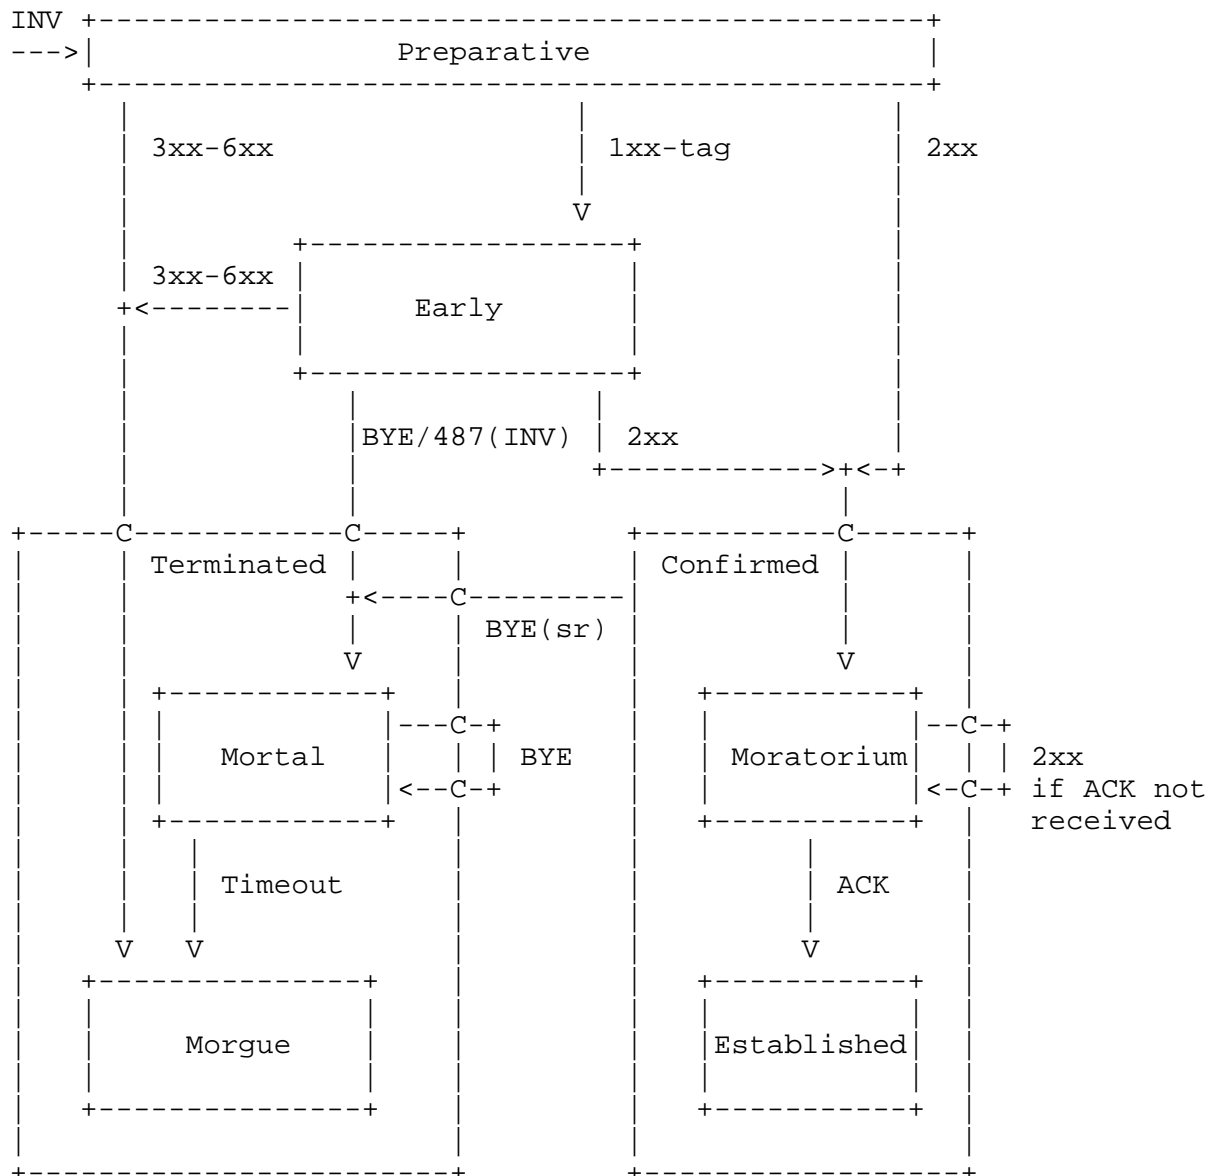 INV
Preparative
3xx-6xx 1xx-tag 2xx
3xx-6xx
Early
BYE/487(INV) 2xx
C C C
Terminated Confirmed
C
BYE(sr)
C C
Mortal BYE Moratorium 2xx
C C if ACK not
received
Timeout ACK
V V V
Morgue Established